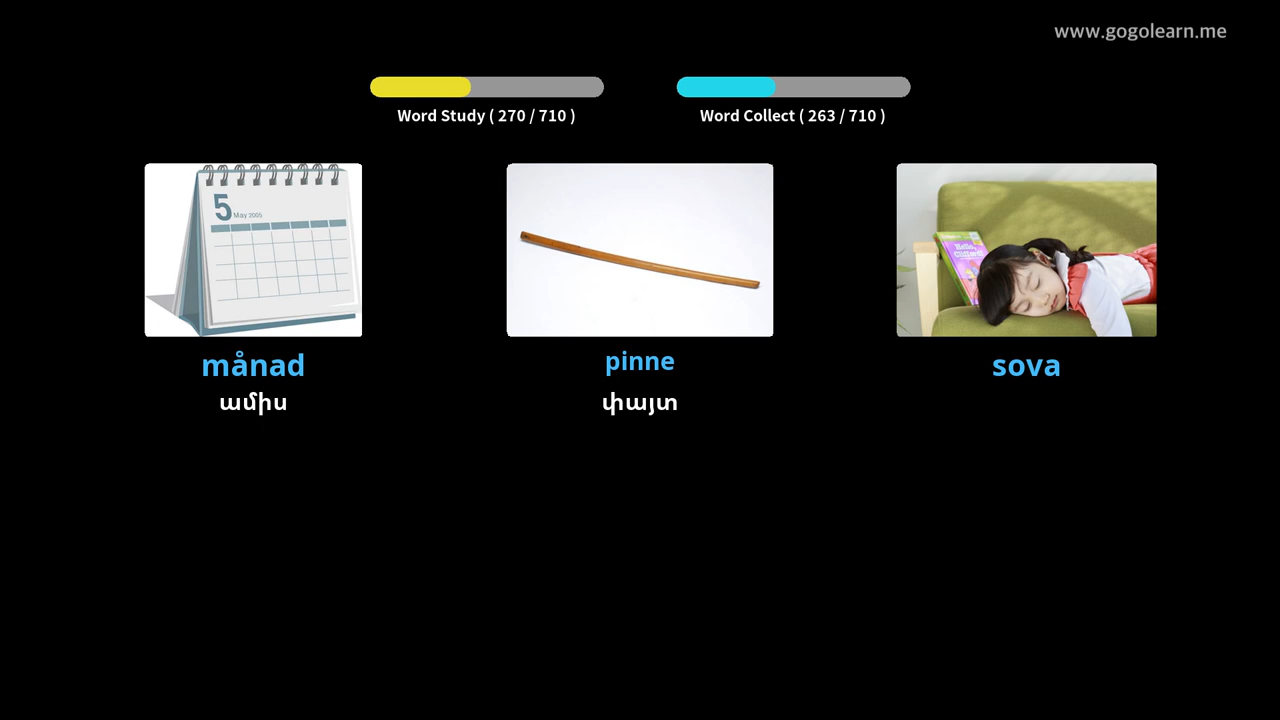 www.gogolearn.me
Word Study ( 270 / 710 )
Word Collect ( 263 / 710 )
5 May 2005
månad
pinne
sova
ամիս
փայտ